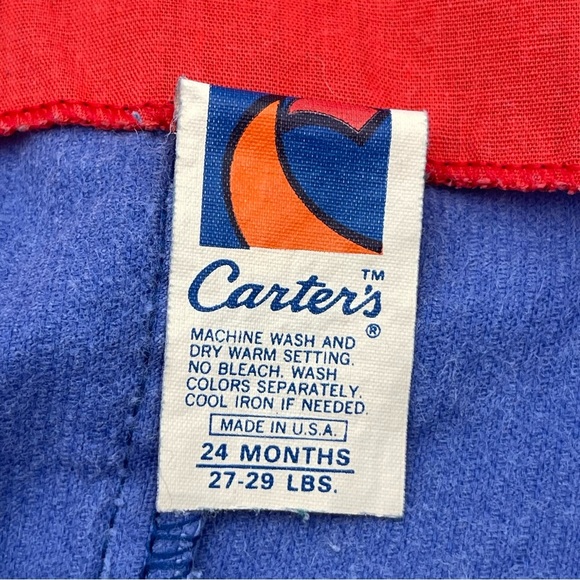 Carter's™
®
MACHINE WASH AND
DRY WARM SETTING.
NO BLEACH. WASH
COLORS SEPARATELY.
COOL IRON IF NEEDED.
MADE IN U.S.A.
24 MONTHS
27-29 LBS.